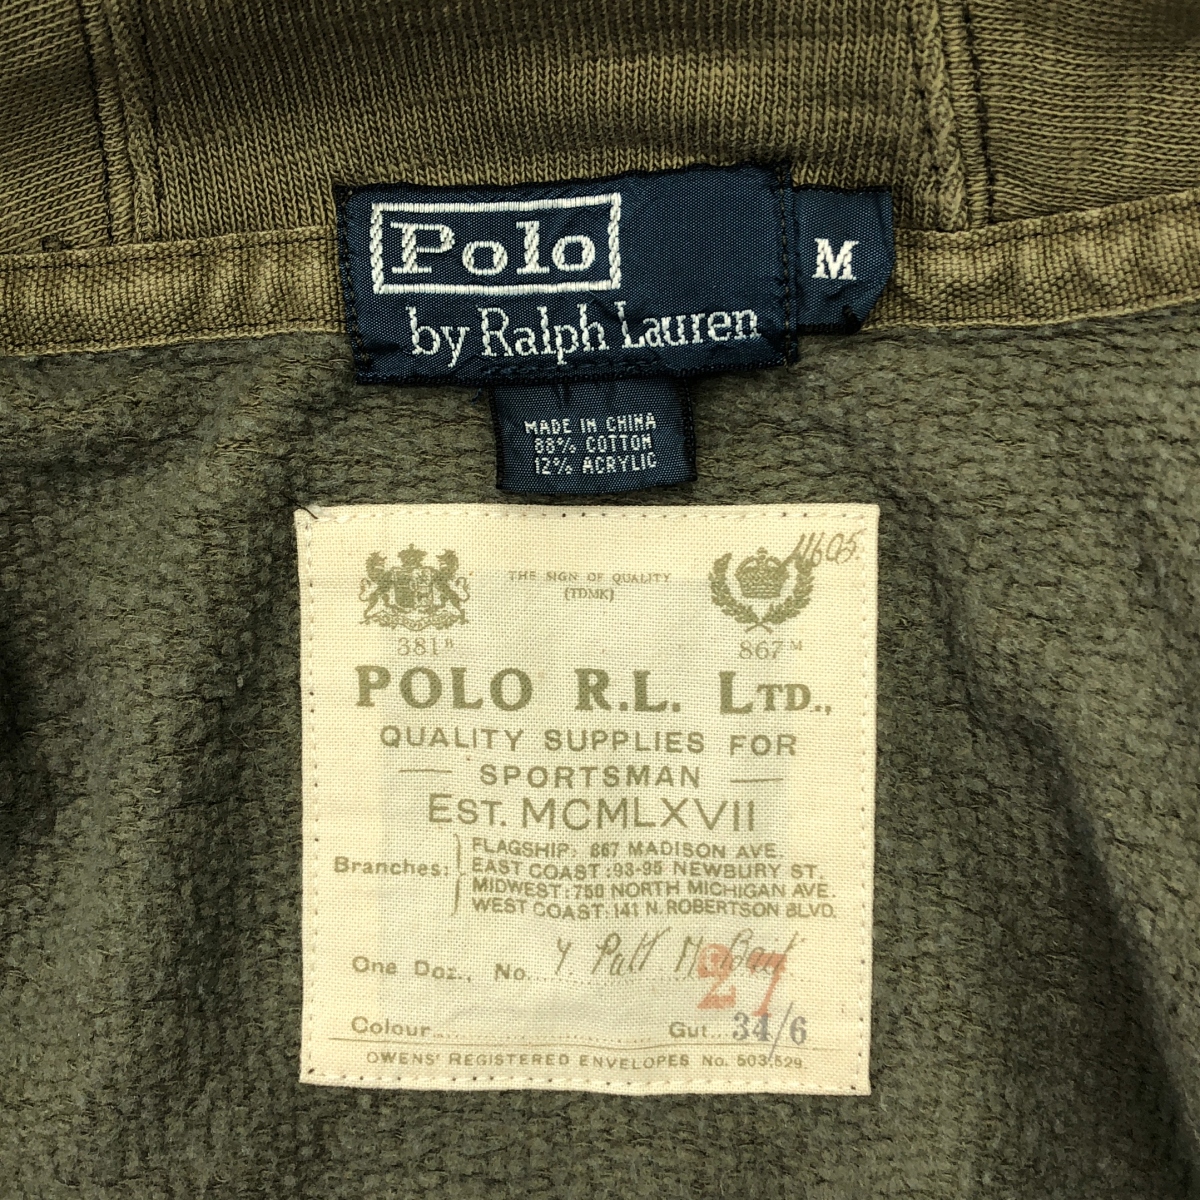 Polo
by Ralph Lauren
M
MADE IN CHINA
88% COTTON
12% ACRYLIC
11605
THE SIGN OF QUALITY
(TDMK)
381 R
867 M
POLO R.L. LTD.,
QUALITY SUPPLIES FOR
SPORTSMAN
EST. MCMLXVII
Branches:
FLAGSHIP: 867 MADISON AVE.
EAST COAST: 93-95 NEWBURY ST.
MIDWEST: 750 NORTH MICHIGAN AVE.
WEST COAST: 141 N. ROBERTSON BLVD.
One Doz., No. Y. Patt Bait
27
Colour Gut 34/6
OWENS' REGISTERED ENVELOPES No. 503,529.